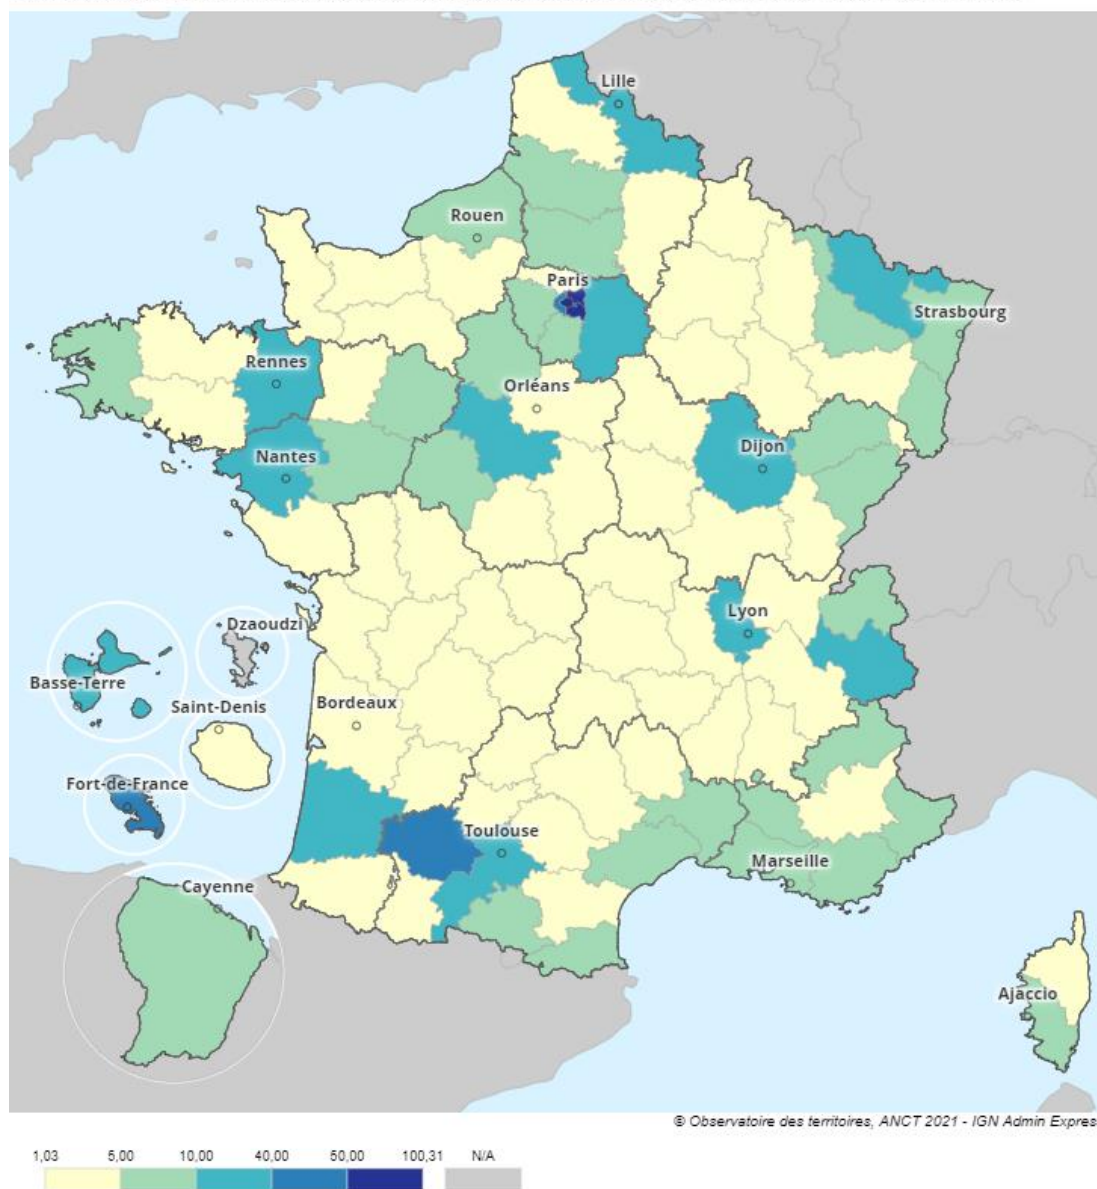 Lille
Rouen
Paris
Strasbourg
Rennes
Orléans
Nantes
Dijon
Lyon
Dzaoudzi
Basse-Terre
Saint-Denis
Bordeaux
Fort-de-France
Toulouse
Marseille
Cayenne
Ajaccio
© Observatoire des territoires, ANCT 2021 - IGN Admin Expres
1,03 5,00 10,00 40,00 50,00 100,31 N/A